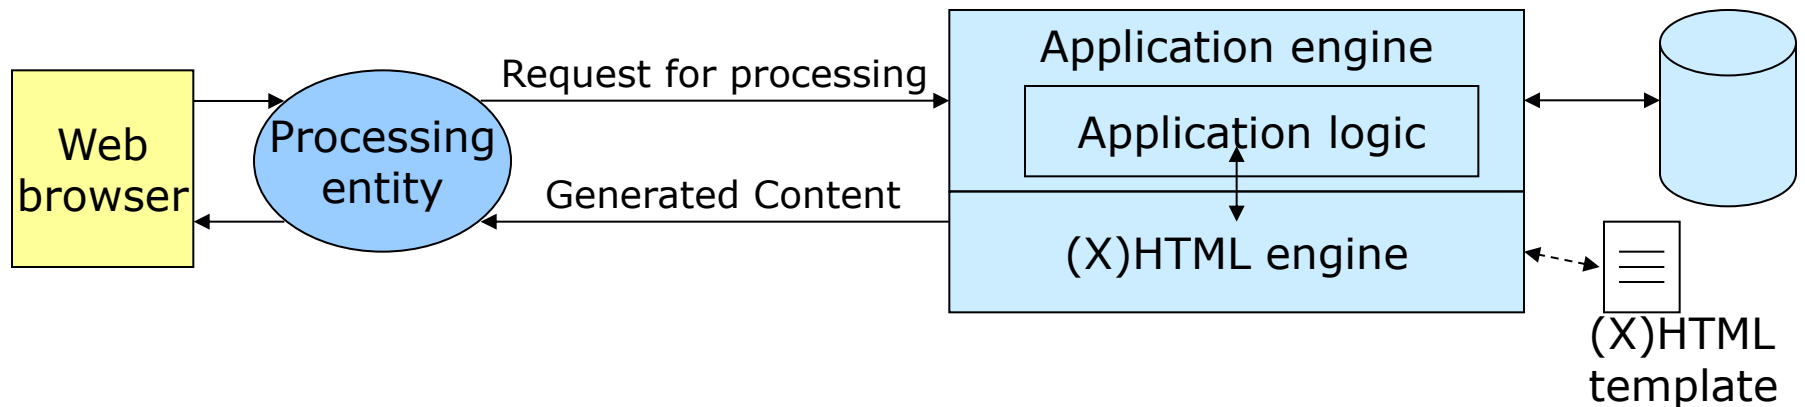 Web
browser
Processing
entity
Request for processing
Generated Content
Application engine
Application logic
(X)HTML engine
(X)HTML
template